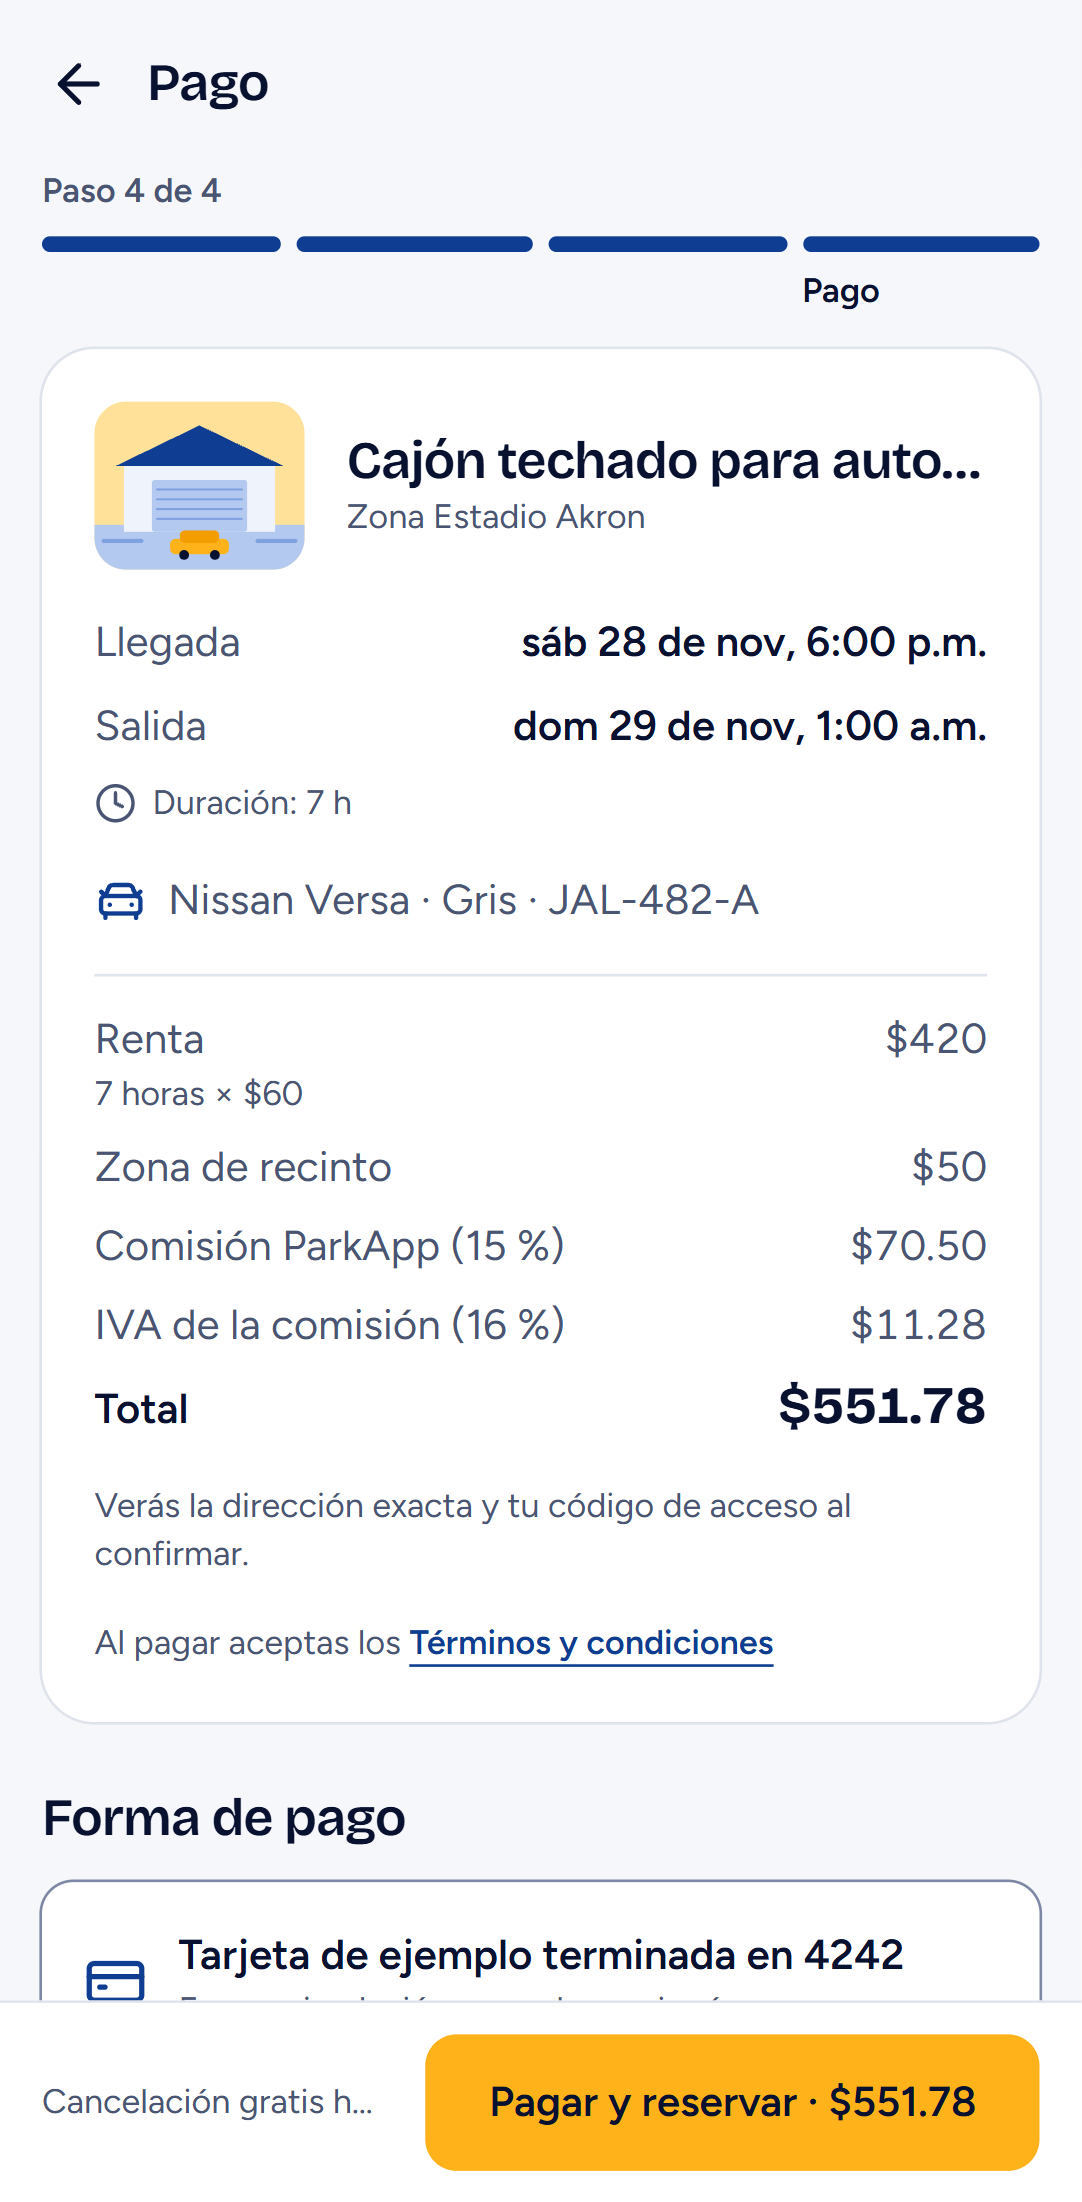 Pago
Paso 4 de 4
Pago
Cajón techado para auto...
Zona Estadio Akron
Llegada
sáb 28 de nov, 6:00 p.m.
Salida
dom 29 de nov, 1:00 a.m.
Duración: 7 h
Nissan Versa · Gris · JAL-482-A
Renta
$420
7 horas × $60
Zona de recinto
$50
Comisión ParkApp (15 %)
$70.50
IVA de la comisión (16 %)
$11.28
Total
$551.78
Verás la dirección exacta y tu código de acceso al
confirmar.
Al pagar aceptas los Términos y condiciones
Forma de pago
Tarjeta de ejemplo terminada en 4242
Cancelación gratis h...
Pagar y reservar · $551.78